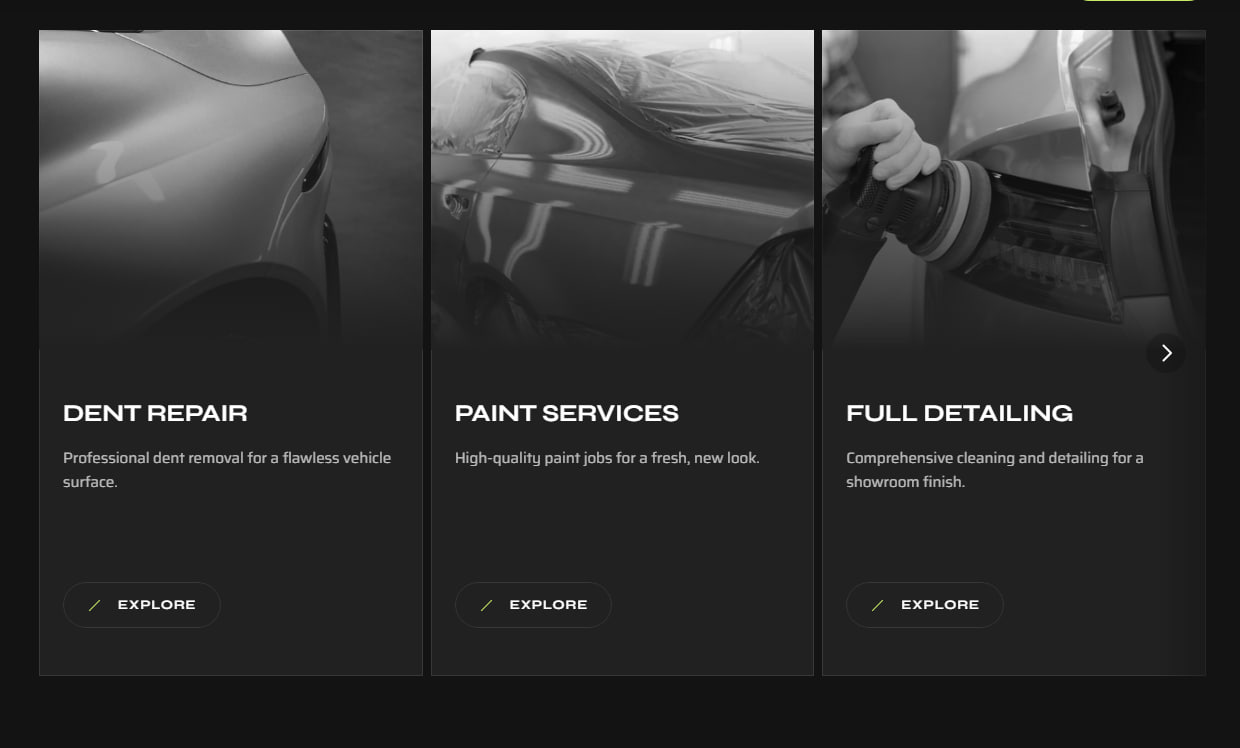 DENT REPAIR
Professional dent removal for a flawless vehicle
surface.
EXPLORE
PAINT SERVICES
High-quality paint jobs for a fresh, new look.
EXPLORE
FULL DETAILING
Comprehensive cleaning and detailing for a
showroom finish.
EXPLORE